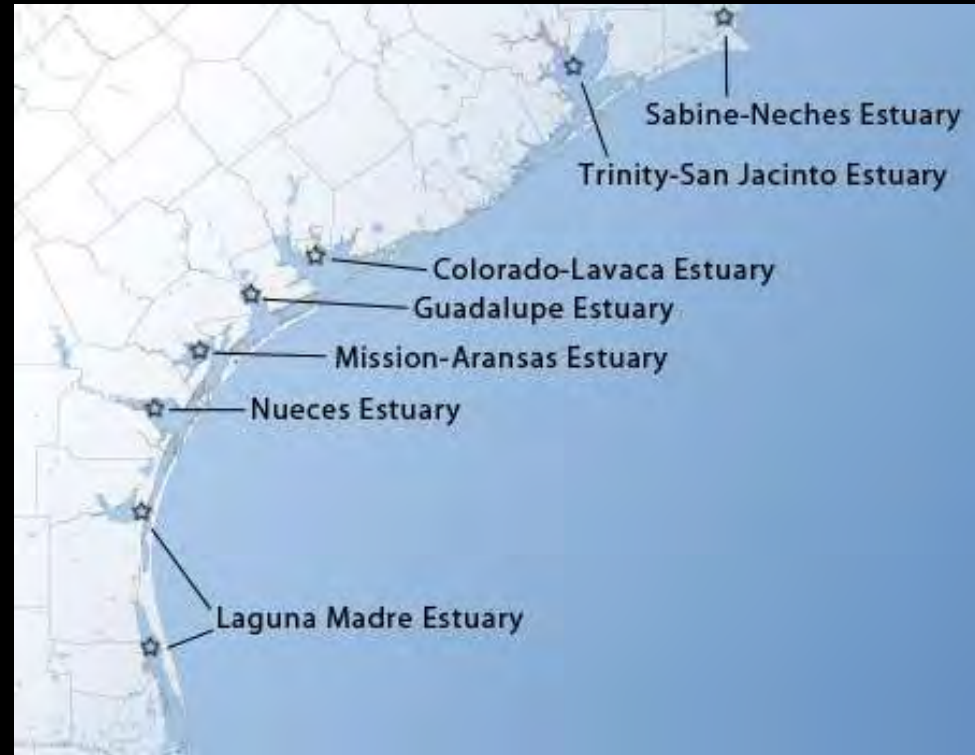 Sabine-Neches Estuary
Trinity-San Jacinto Estuary
Colorado-Lavaca Estuary
Guadalupe Estuary
Mission-Aransas Estuary
Nueces Estuary
Laguna Madre Estuary